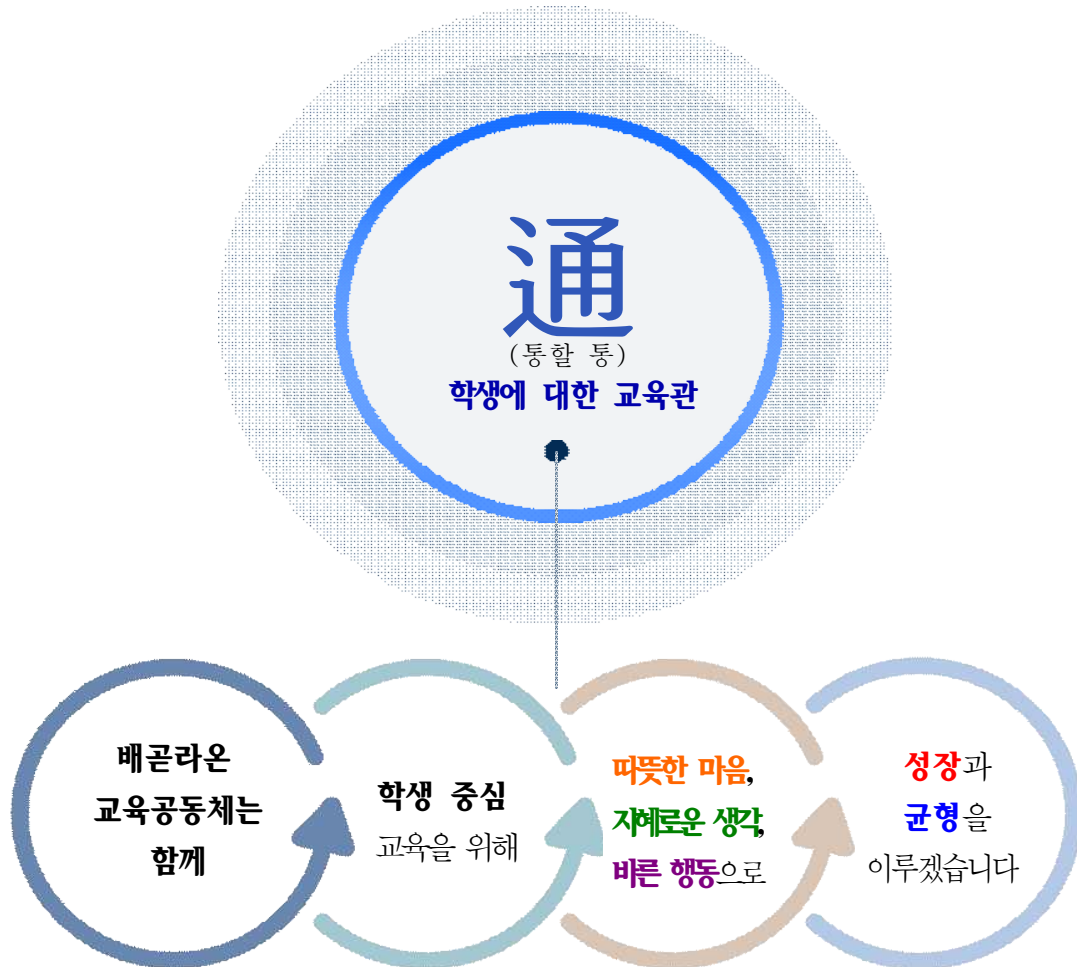 通
(통할 통)
학생에 대한 교육관
배곧라온
교육공동체는
함께
학생 중심
교육을 위해
따뜻한 마음,
지혜로운 생각,
바른 행동으로
성장과
균형을
이루겠습니다